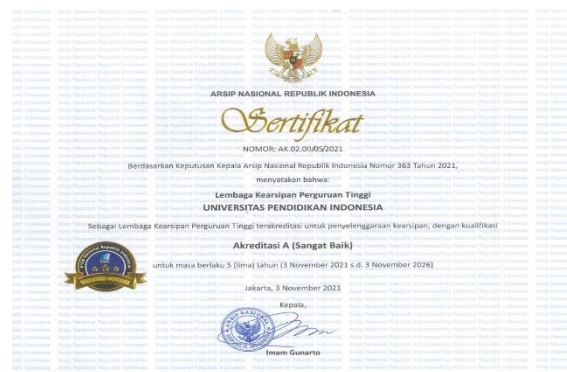 ARSIP NASIONAL REPUBLIK INDONESIA
Sertifikat
NOMOR: AK.02.00/05/2021
Berdasarkan Keputusan Kepala Arsip Nasional Republik Indonesia Nomor 363 Tahun 2021,
menyatakan bahwa:
Lembaga Kearsipan Perguruan Tinggi
UNIVERSITAS PENDIDIKAN INDONESIA
Sebagai Lembaga Kearsipan Perguruan Tinggi terakreditasi untuk penyelenggaraan kearsipan, dengan kualifikasi
Akreditasi A (Sangat Baik)
untuk masa berlaku 5 (lima) tahun (3 November 2021 s.d. 3 November 2026)
Jakarta, 3 November 2021
Kepala,
ARSIP NASIONAL
Imam Gunarto